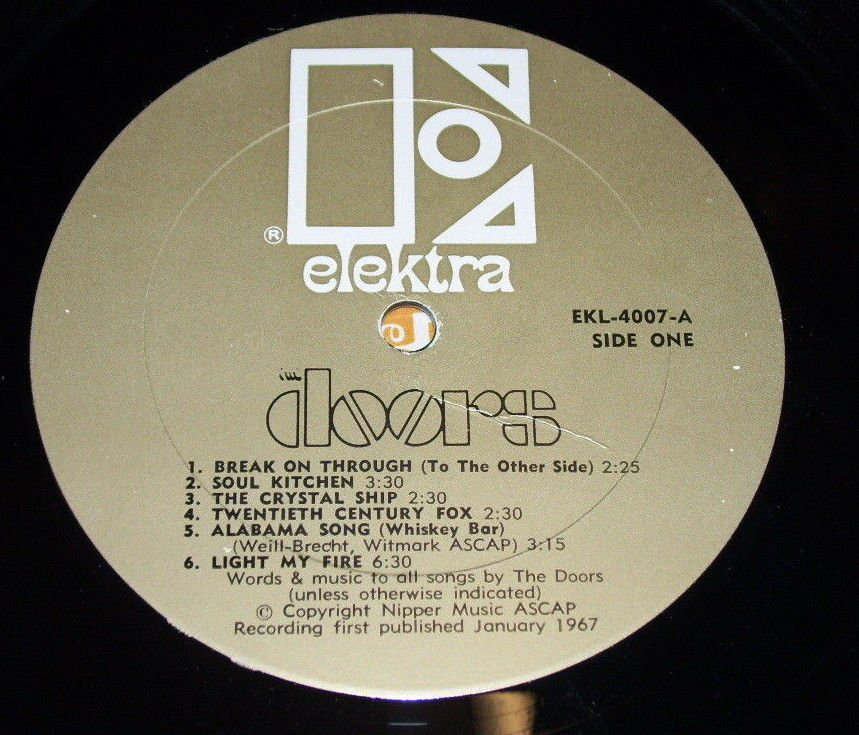 ®
elektra
EKL-4007-A
SIDE ONE
THE
doors
1. BREAK ON THROUGH (To The Other Side) 2:25
2. SOUL KITCHEN 3:30
3. THE CRYSTAL SHIP 2:30
4. TWENTIETH CENTURY FOX 2:30
5. ALABAMA SONG (Whiskey Bar)
(Weill-Brecht, Witmark ASCAP) 3:15
6. LIGHT MY FIRE 6:30
Words & music to all songs by The Doors
(unless otherwise indicated)
© Copyright Nipper Music ASCAP
Recording first published January 1967